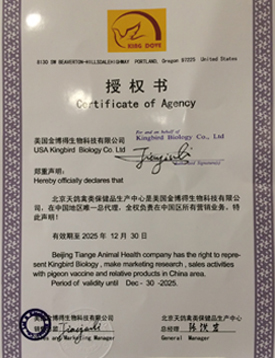 KING DOVE
6130 SW BEAVERTON-HILLSDALEHIGHWAY PORTLAND, Oregon 97225 United States
授权书
Certificate of Agency
美国金博得生物科技有限公司
USA Kingbird Biology Co. Ltd
For and on behalf of
Kingbird Biology Co., Ltd
郑重声明:
Hereby officially declares that
北京天鸽禽类保健品生产中心是美国金博得生物科技有限公
司,在中国地区唯一总代理,全权负责在中国区所有营销业务,特
此声明!
有效期至 2025 年 12 月 30 日
Beijing Tiange Animal Health company has the right to
represent Kingbird Biology , make marketing research , sales activities
with pigeon vaccine and relative products in China area.
Period of validity until Dec - 30 -2025.
美国金博得生物科技有限公司
Sales and Marketing Manager
北京天鸽禽类保健品生产中心
总经理
General Manager